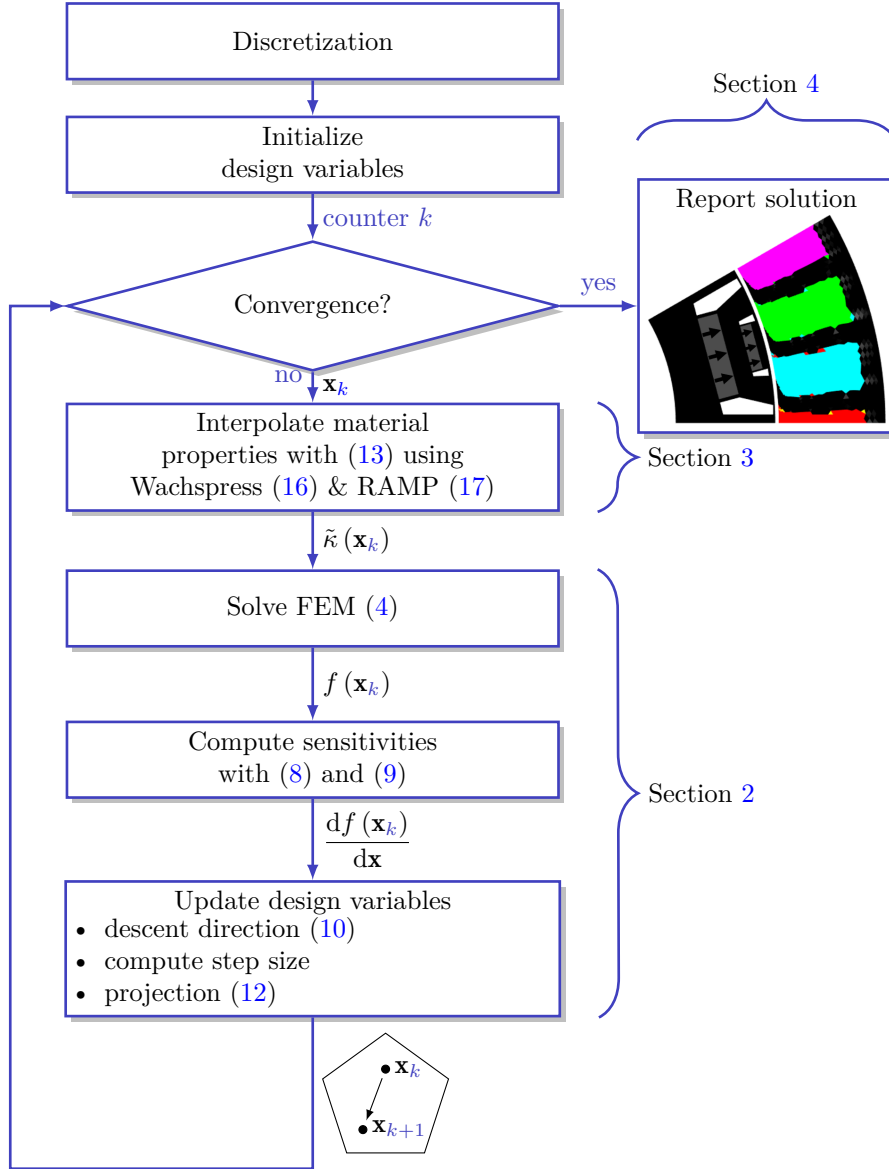 Discretization
Initialize
design variables
counter k
Convergence?
yes
no
x_k
Section 4
Report solution
Interpolate material
properties with (13) using
Wachspress (16) & RAMP (17)
Section 3
κ̃ (x_k)
Solve FEM (4)
f (x_k)
Compute sensitivities
with (8) and (9)
Section 2
df (x_k)
dx
Update design variables
• descent direction (10)
• compute step size
• projection (12)
x_k
x_{k+1}